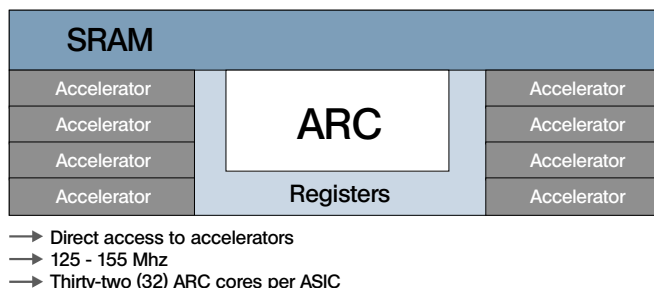 SRAM
Accelerator Accelerator
Accelerator ARC Accelerator
Accelerator Accelerator
Accelerator Registers Accelerator
→ Direct access to accelerators
→ 125 - 155 Mhz
→ Thirty-two (32) ARC cores per ASIC